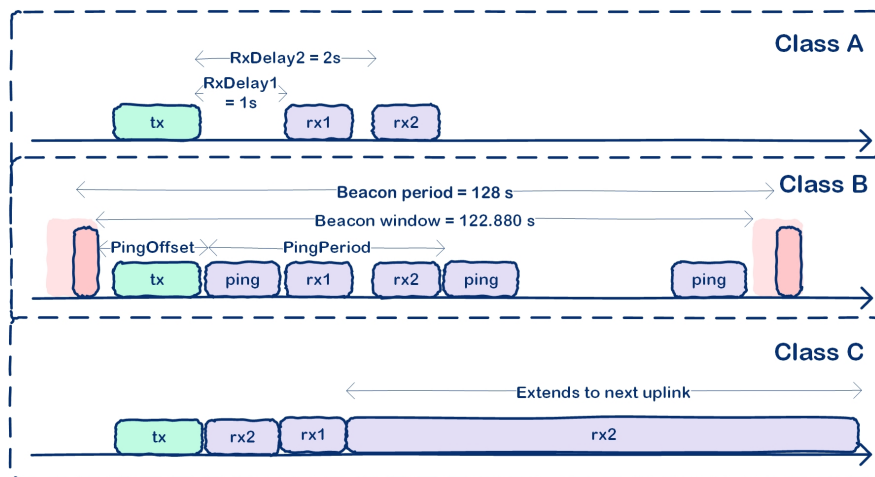 Class A
RxDelay2 = 2s
RxDelay1
= 1s
tx
rx1
rx2
Class B
Beacon period = 128 s
Beacon window = 122.880 s
PingOffset
PingPeriod
tx
ping
rx1
rx2
ping
ping
Class C
Extends to next uplink
tx
rx2
rx1
rx2